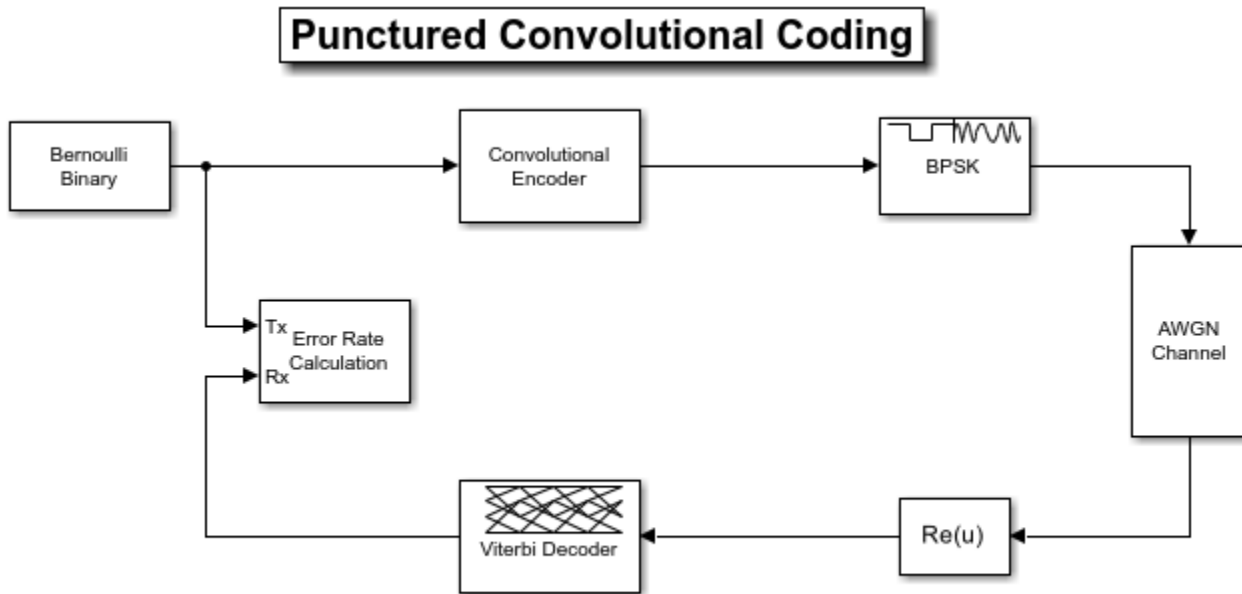 Punctured Convolutional Coding
Bernoulli
Binary
Convolutional
Encoder
BPSK
Tx
Error Rate
Calculation
Rx
AWGN
Channel
Viterbi Decoder
Re(u)